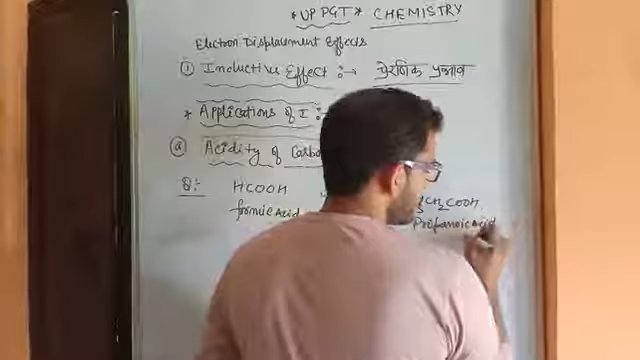 * UP PGT * CHEMISTRY
Electron Displacement Effects
① Inductive Effect :→ प्रेरणिक प्रभाव
* Applications of I :
ⓐ Acidity of Carbo
Q:- HCOOH CH₂COOH
formic Acid Propanoic Acid